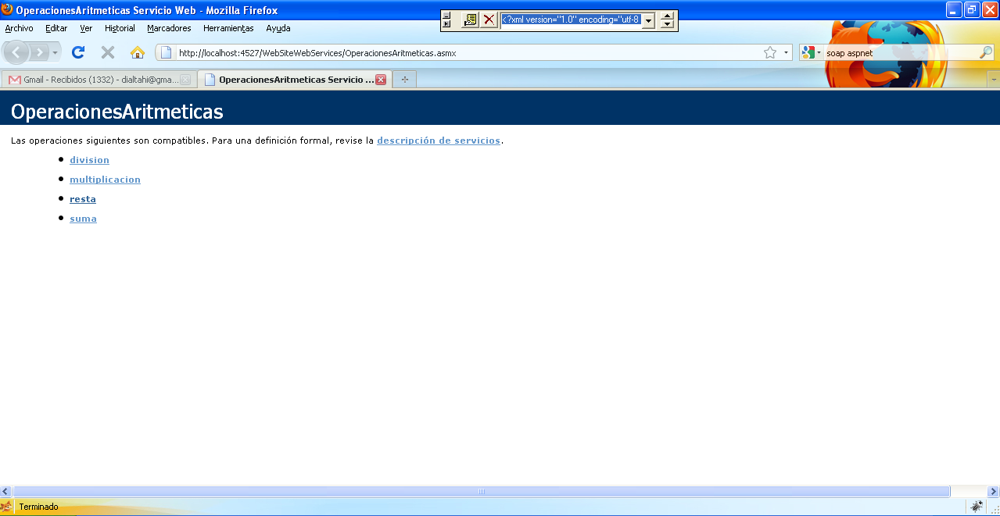 OperacionesAritmeticas Servicio Web - Mozilla Firefox
<?xml version="1.0" encoding="utf-8
Archivo Editar Ver Historial Marcadores Herramientas Ayuda
http://localhost:4527/WebSiteWebServices/OperacionesAritmeticas.asmx
soap aspnet
Gmail - Recibidos (1332) - dialtahi@gma...
OperacionesAritmeticas Servicio ...
OperacionesAritmeticas
Las operaciones siguientes son compatibles. Para una definición formal, revise la descripción de servicios.
division
multiplicacion
resta
suma
Terminado